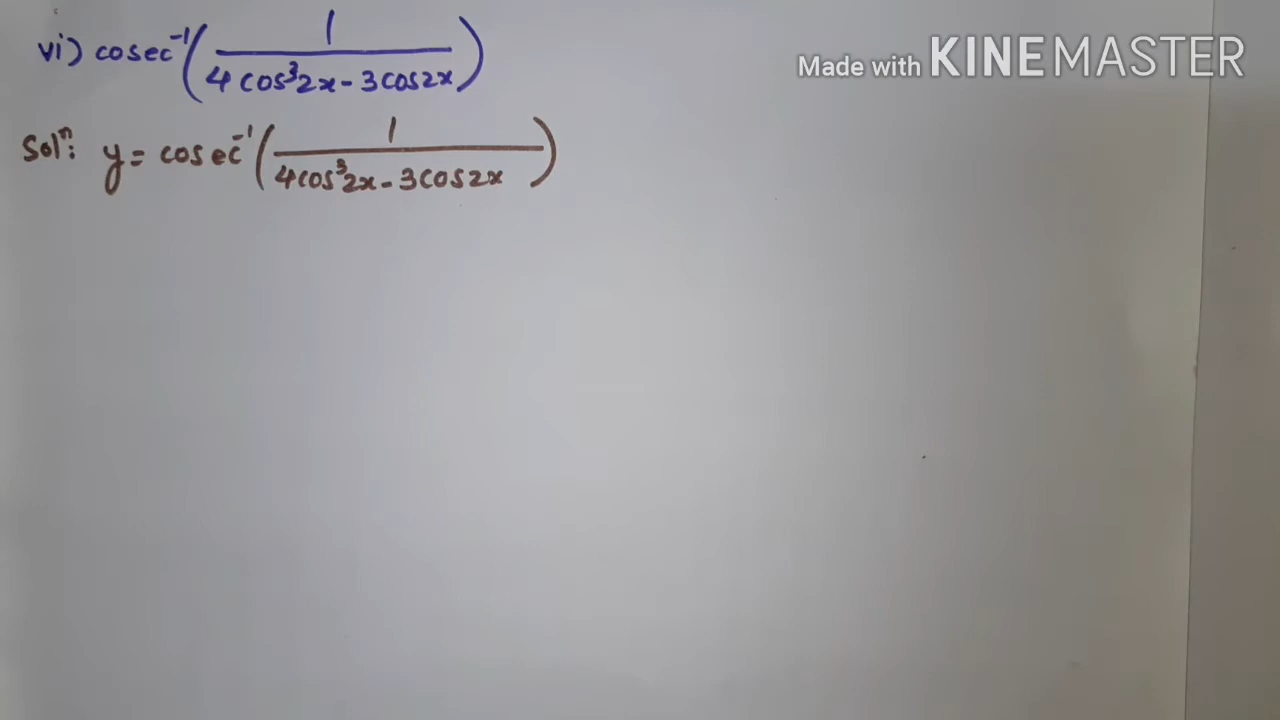 vi) cosec⁻¹(1/(4cos³2x - 3cos2x))
Made with KINEMASTER
Solⁿ: y = cosec⁻¹(1/(4cos³2x - 3cos2x))